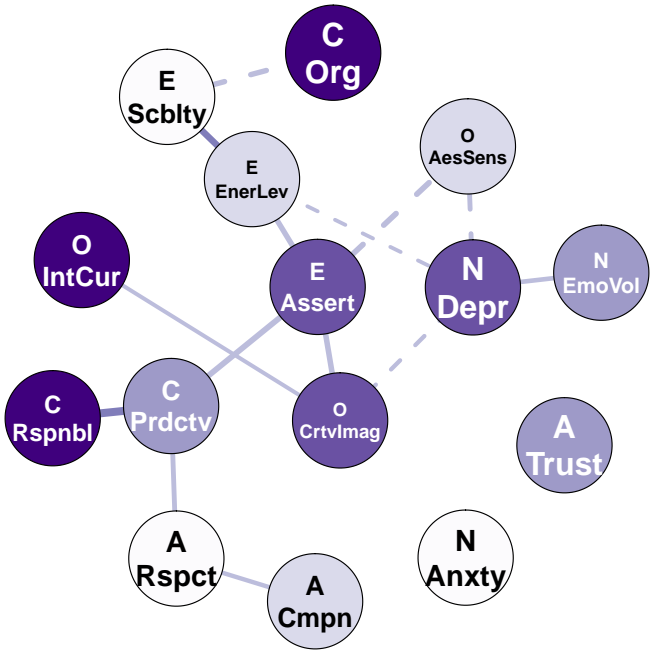 C
Org
E
Scblty
O
AesSens
E
EnerLev
O
IntCur
E
Assert
N
Depr
N
EmoVol
C
Rspnbl
C
Prdctv
O
CrtvImag
A
Trust
A
Rspct
N
Anxty
A
Cmpn